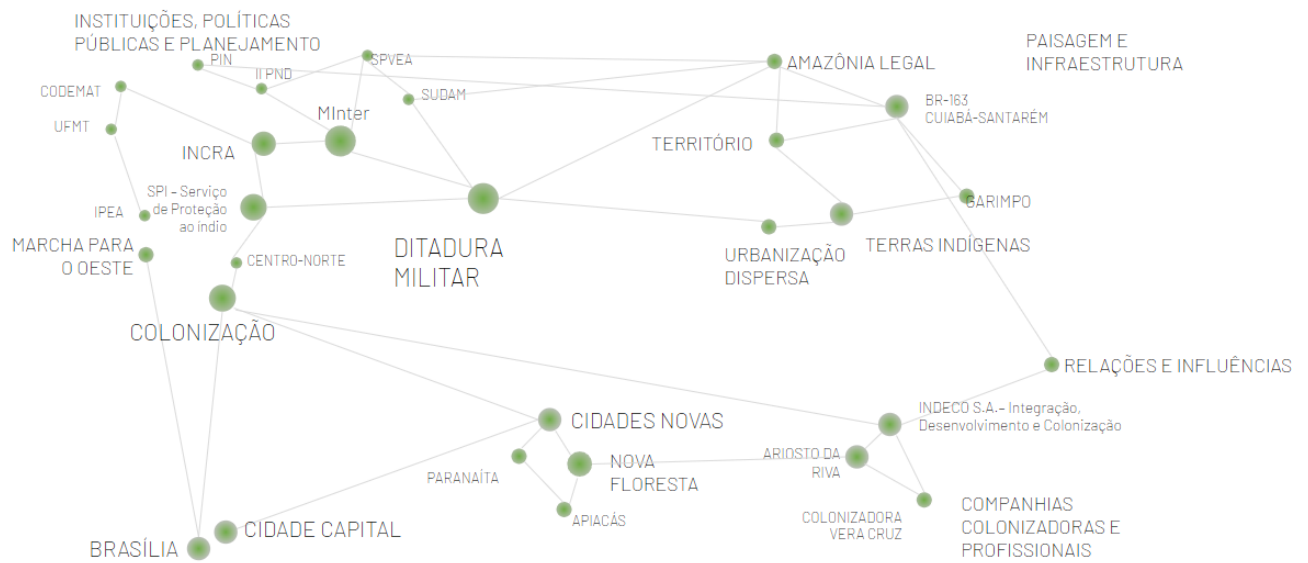 INSTITUIÇÕES, POLÍTICAS
PÚBLICAS E PLANEJAMENTO
PIN
II PND
SPVEA
SUDAM
CODEMAT
UFMT
IPEA
INCRA
MInter
SPI – Serviço
de Proteção
ao índio
MARCHA PARA
O OESTE
CENTRO-NORTE
COLONIZAÇÃO
DITADURA
MILITAR
AMAZÔNIA LEGAL
PAISAGEM E
INFRAESTRUTURA
BR-163
CUIABÁ-SANTARÉM
TERRITÓRIO
GARIMPO
TERRAS INDÍGENAS
URBANIZAÇÃO
DISPERSA
RELAÇÕES E INFLUÊNCIAS
INDECO S.A.– Integração,
Desenvolvimento e Colonização
CIDADES NOVAS
PARANAÍTA
NOVA
FLORESTA
APIACÁS
ARIOSTO DA
RIVA
COLONIZADORA
VERA CRUZ
COMPANHIAS
COLONIZADORAS E
PROFISSIONAIS
CIDADE CAPITAL
BRASÍLIA